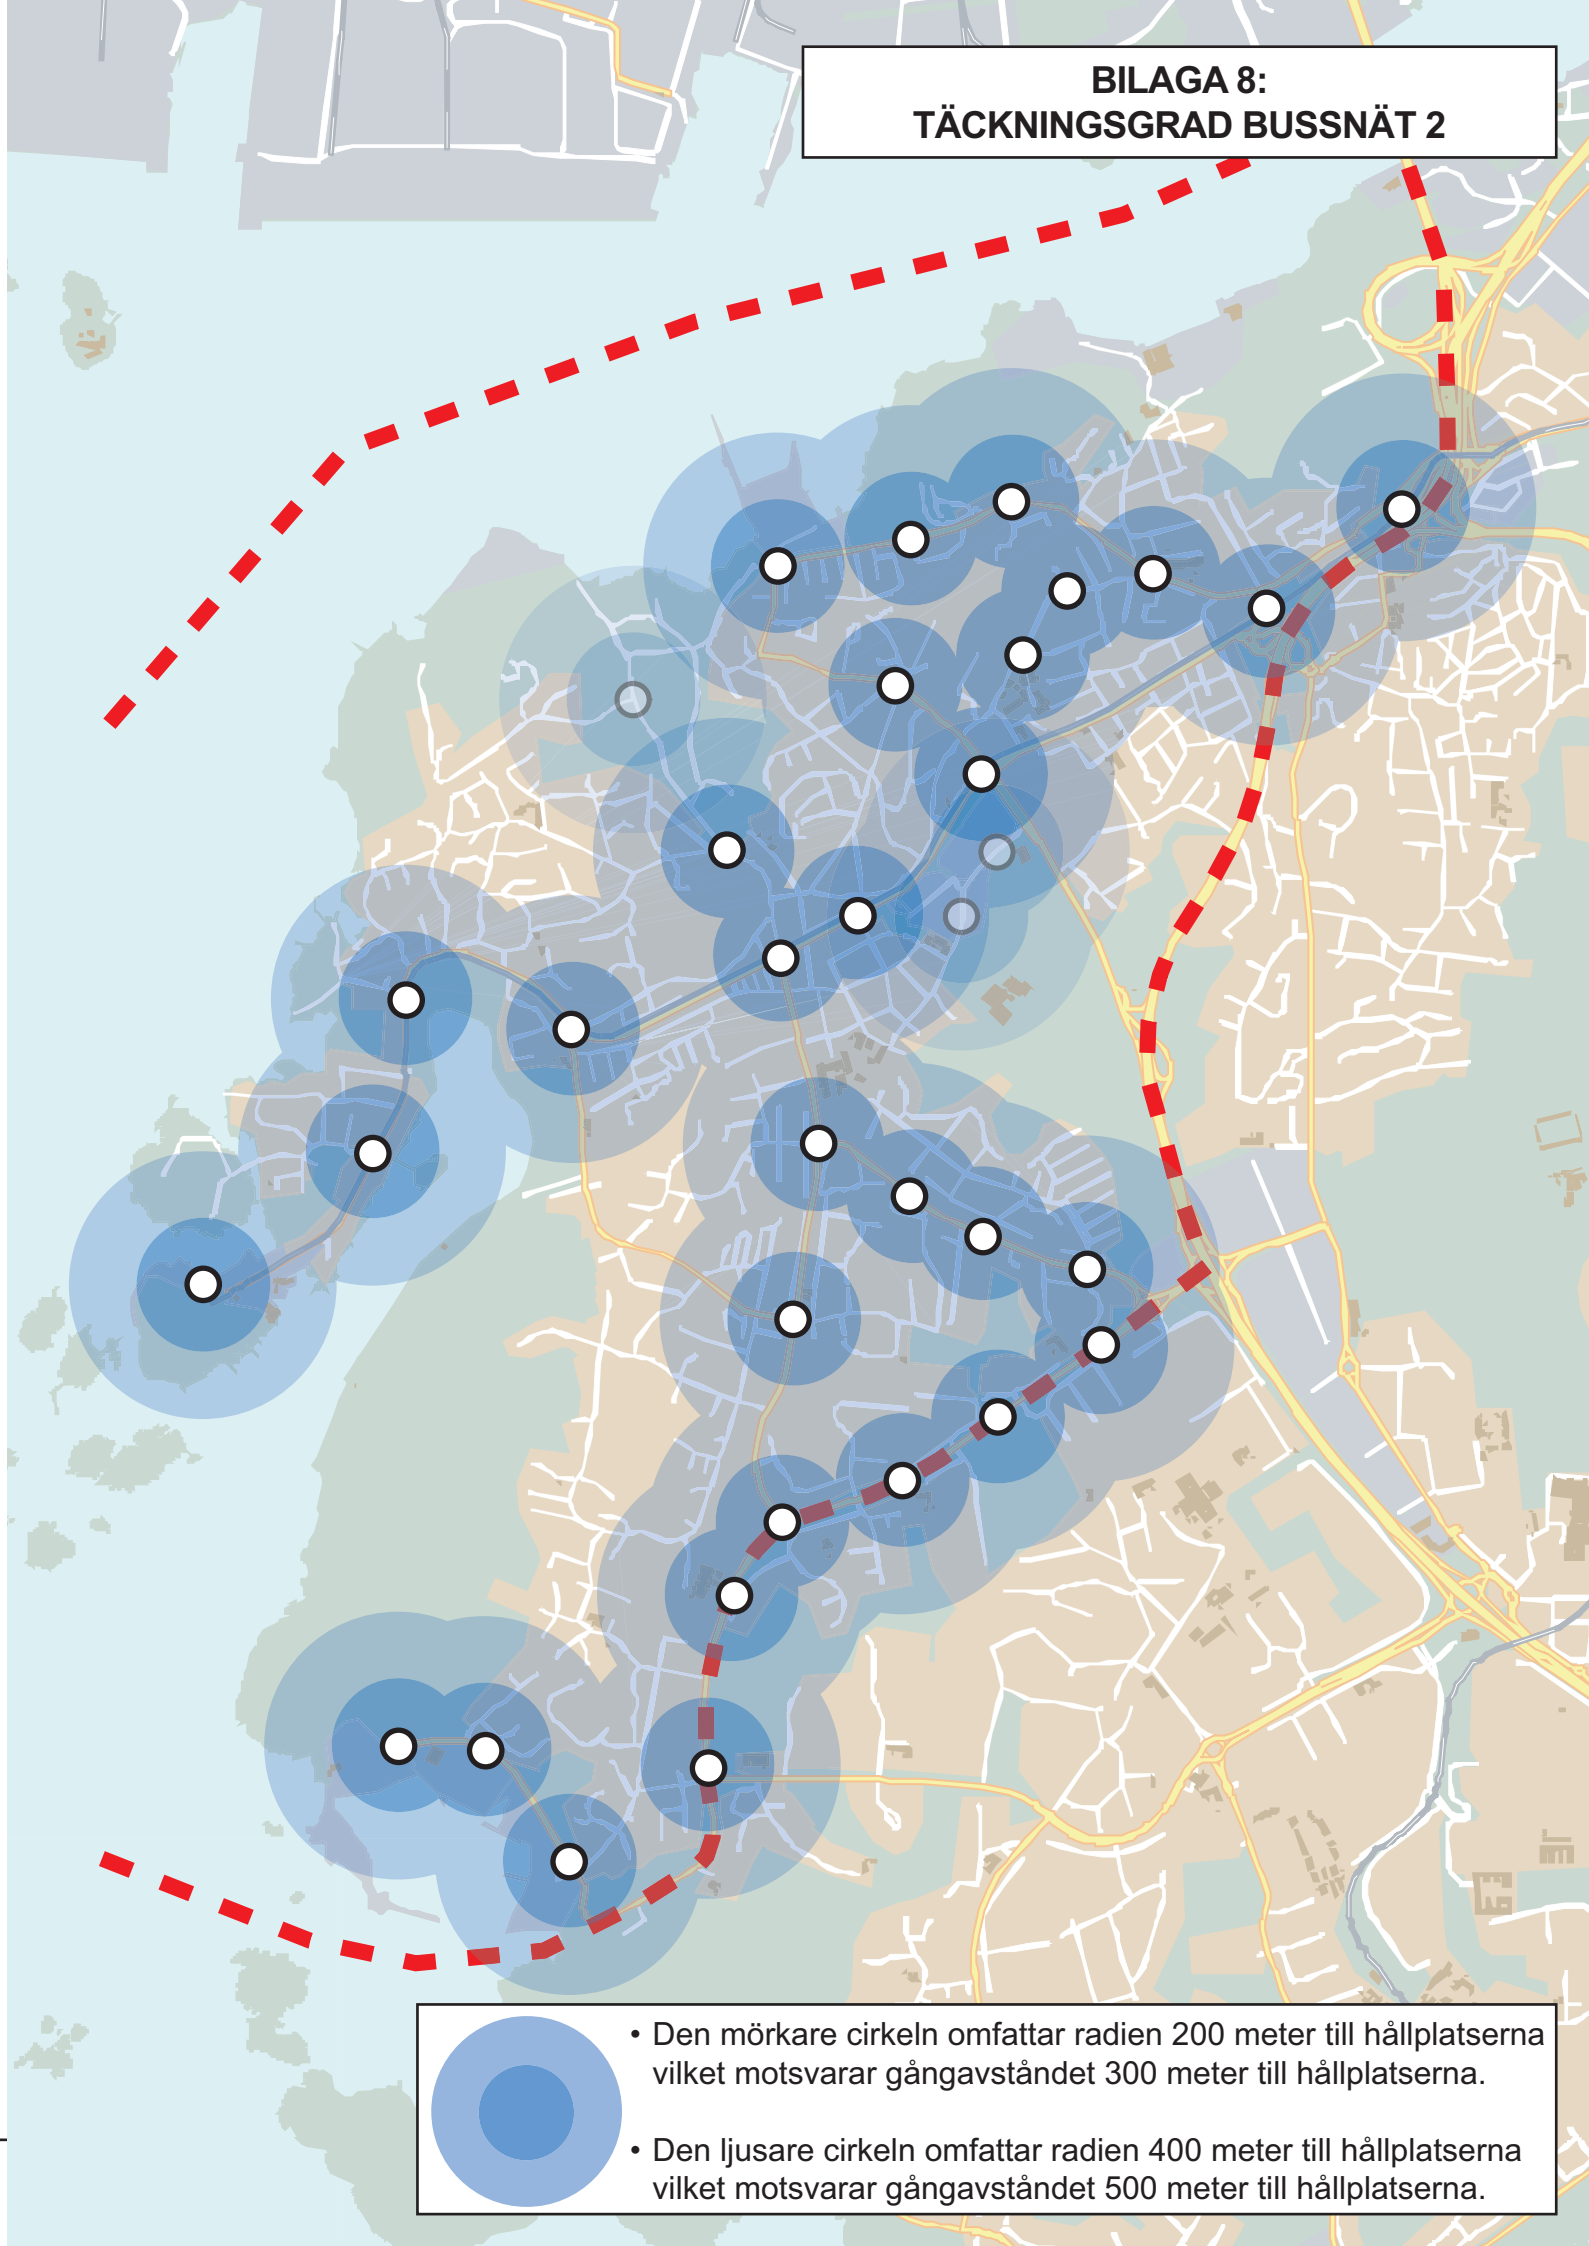 BILAGA 8:
TÄCKNINGSGRAD BUSSNÄT 2
• Den mörkare cirkeln omfattar radien 200 meter till hållplatserna
vilket motsvarar gångavståndet 300 meter till hållplatserna.
• Den ljusare cirkeln omfattar radien 400 meter till hållplatserna
vilket motsvarar gångavståndet 500 meter till hållplatserna.